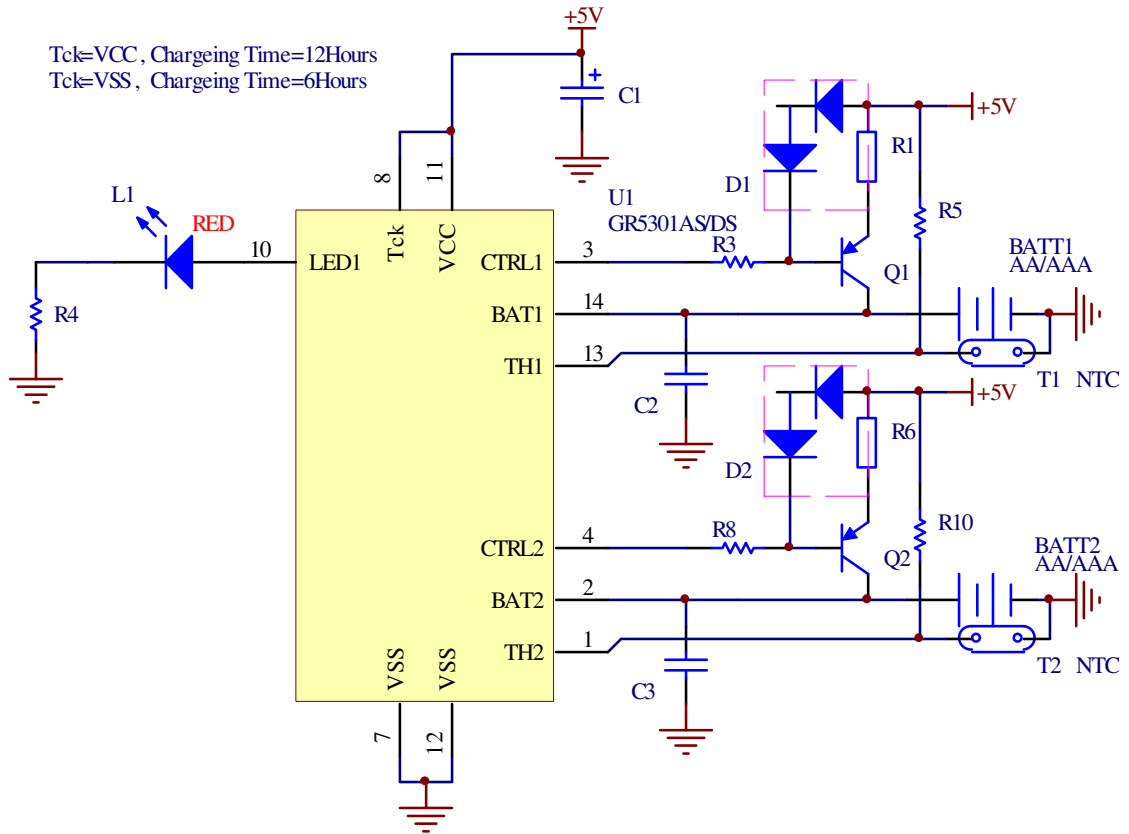 +5V
Tck=VCC , Chargeing Time=12Hours
Tck=VSS , Chargeing Time=6Hours
C1
+5V
R1
8
11
D1
L1
RED
U1
GR5301AS/DS
R5
10
LED1
Tck
VCC
CTRL1
3
R3
Q1
BATT1
AA/AAA
R4
BAT1
14
TH1
13
T1 NTC
C2
+5V
R6
D2
R8
R10
CTRL2
4
Q2
BATT2
AA/AAA
BAT2
2
TH2
1
T2 NTC
VSS
VSS
C3
7
12